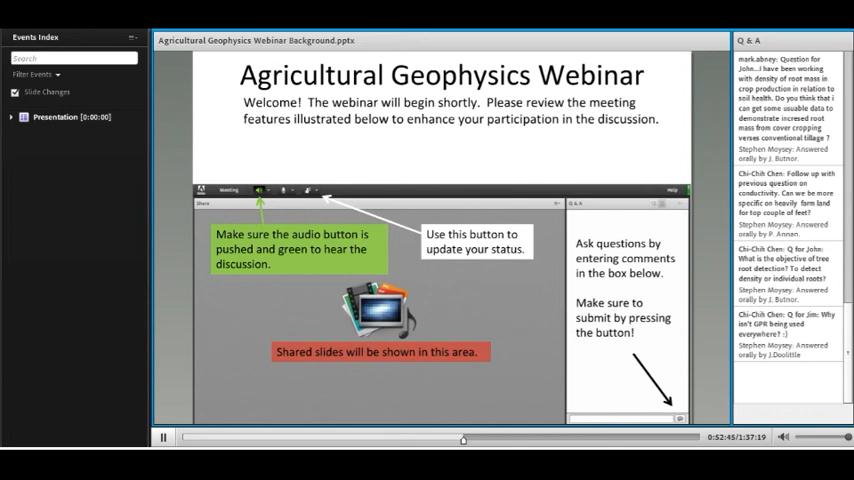 Events Index
Search
Filter Events
Slide Changes
Presentation [0:00:00]
Agricultural Geophysics Webinar Background.pptx
Agricultural Geophysics Webinar
Welcome! The webinar will begin shortly. Please review the meeting
features illustrated below to enhance your participation in the discussion.
Meeting
Help
Share
Q & A
Make sure the audio button is
pushed and green to hear the
discussion.
Use this button to
update your status.
Shared slides will be shown in this area.
Ask questions by
entering comments
in the box below.
Make sure to
submit by pressing
the button!
Q & A
mark.abney: Question for
John...I have been working
with density of root mass in
crop production in relation to
soil health. Do you think that i
can get some usuable data to
demonstrate incresed root
mass from cover cropping
verses conventional tillage ?
Stephen Moysey: Answered
orally by J. Butnor.
Chi-Chih Chen: Follow up with
previous question on
conductivity. Can we be more
specific on heavily farm land
for top couple of feet?
Stephen Moysey: Answered
orally by P. Annan.
Chi-Chih Chen: Q for John:
What is the objective of tree
root detection? To detect
density or individual roots?
Stephen Moysey: Answered
orally by J. Butnor.
Chi-Chih Chen: Q for Jim: Why
isn't GPR being used
everywhere? :)
Stephen Moysey: Answered
orally by J.Doolittle
0:52:45/1:37:19